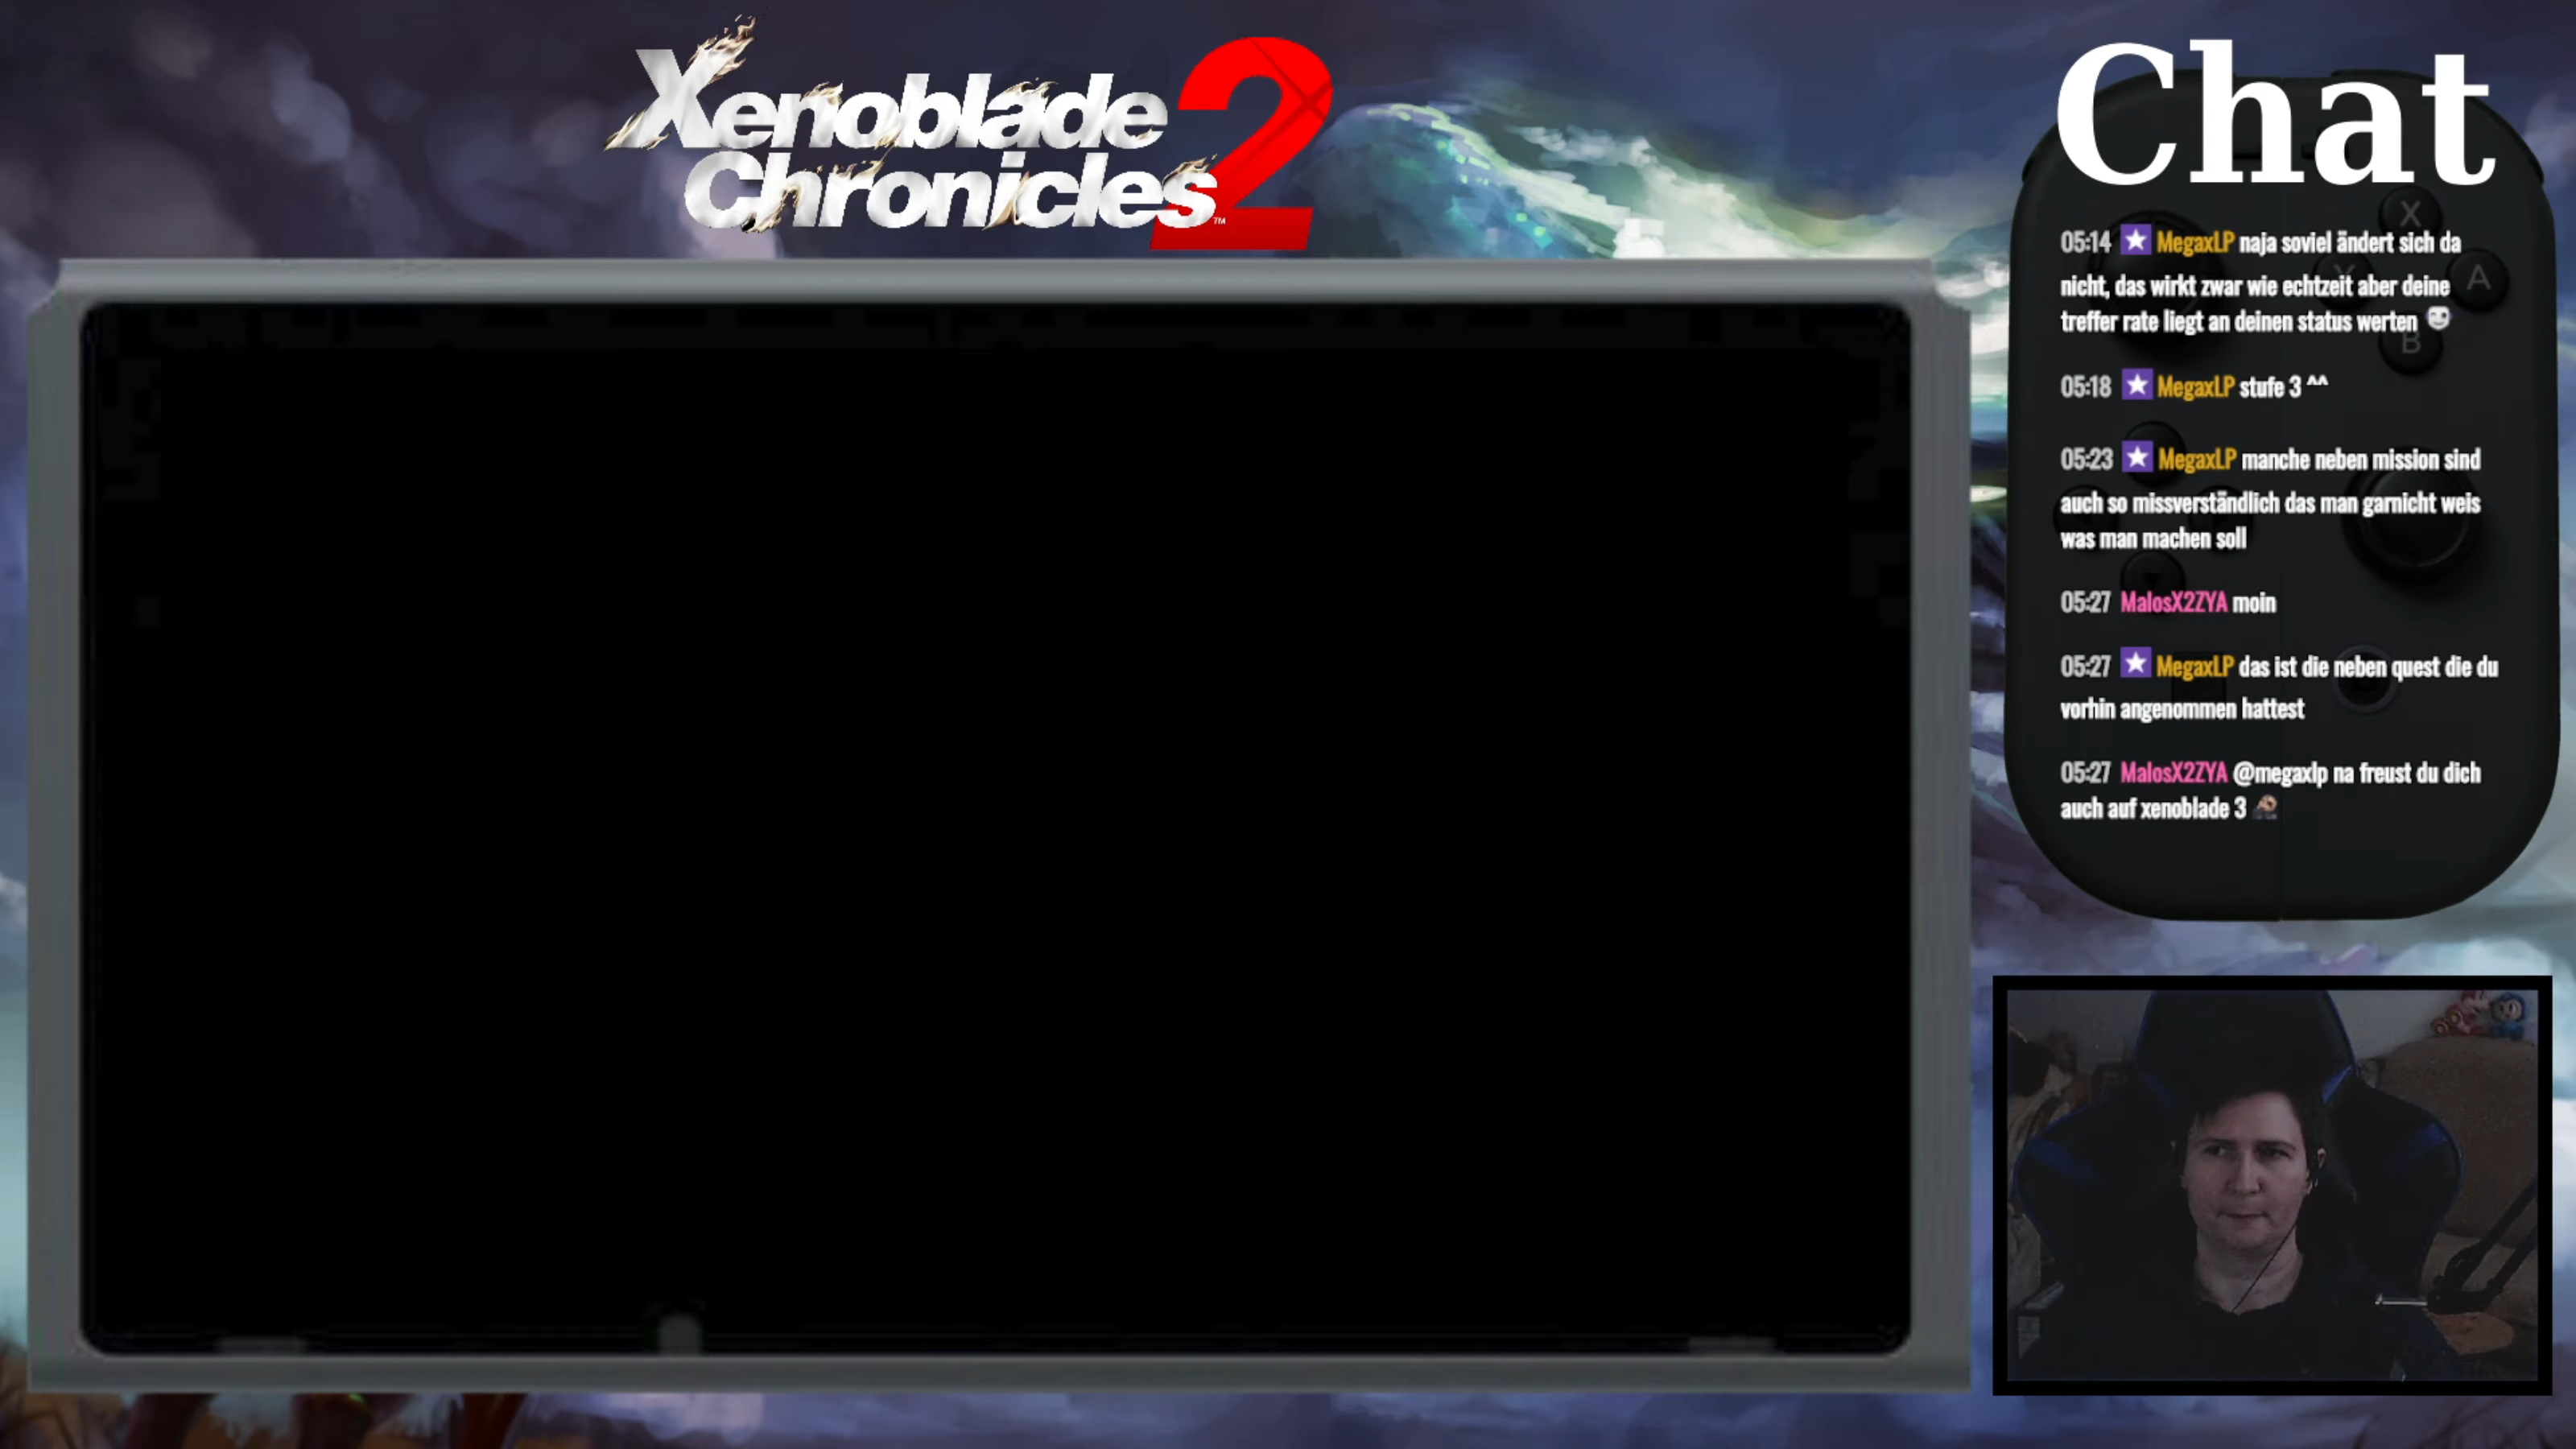 Xenoblade
Chronicles 2
™
Chat
05:14 MegaxLP naja soviel ändert sich da
nicht, das wirkt zwar wie echtzeit aber deine
treffer rate liegt an deinen status werten
05:18 MegaxLP stufe 3 ^^
05:23 MegaxLP manche neben mission sind
auch so missverständlich das man garnicht weis
was man machen soll
05:27 MalosX2ZYA moin
05:27 MegaxLP das ist die neben quest die du
vorhin angenommen hattest
05:27 MalosX2ZYA @megaxlp na freust du dich
auch auf xenoblade 3
X
Y
A
B